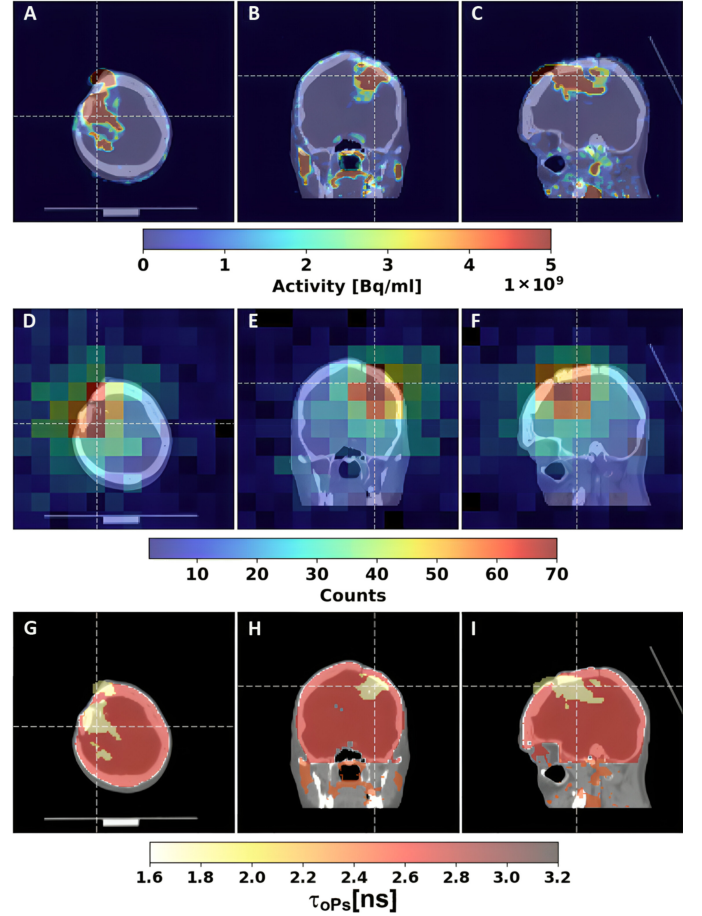 A B C
0 1 2 3 4 5
Activity [Bq/ml] 1×10⁹
D E F
10 20 30 40 50 60 70
Counts
G H I
1.6 1.8 2.0 2.2 2.4 2.6 2.8 3.0 3.2
τoPs[ns]